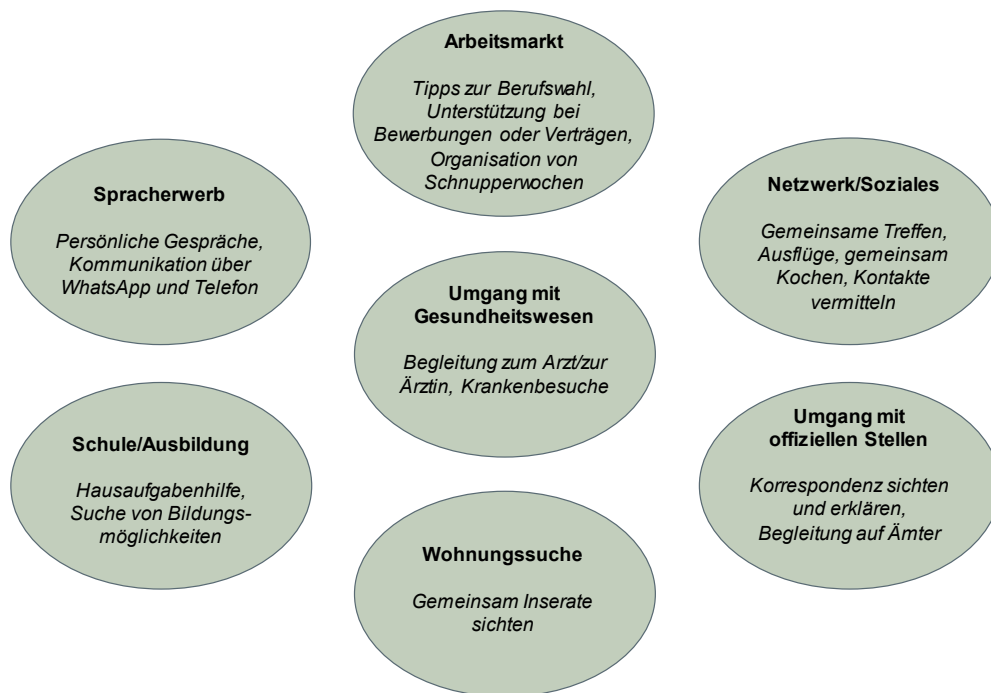 Arbeitsmarkt
Tipps zur Berufswahl,
Unterstützung bei
Bewerbungen oder Verträgen,
Organisation von
Schnupperwochen
Spracherwerb
Persönliche Gespräche,
Kommunikation über
WhatsApp und Telefon
Netzwerk/Soziales
Gemeinsame Treffen,
Ausflüge, gemeinsam
Kochen, Kontakte
vermitteln
Umgang mit
Gesundheitswesen
Begleitung zum Arzt/zur
Ärztin, Krankenbesuche
Schule/Ausbildung
Hausaufgabenhilfe,
Suche von Bildungs-
möglichkeiten
Umgang mit
offiziellen Stellen
Korrespondenz sichten
und erklären,
Begleitung auf Ämter
Wohnungssuche
Gemeinsam Inserate
sichten